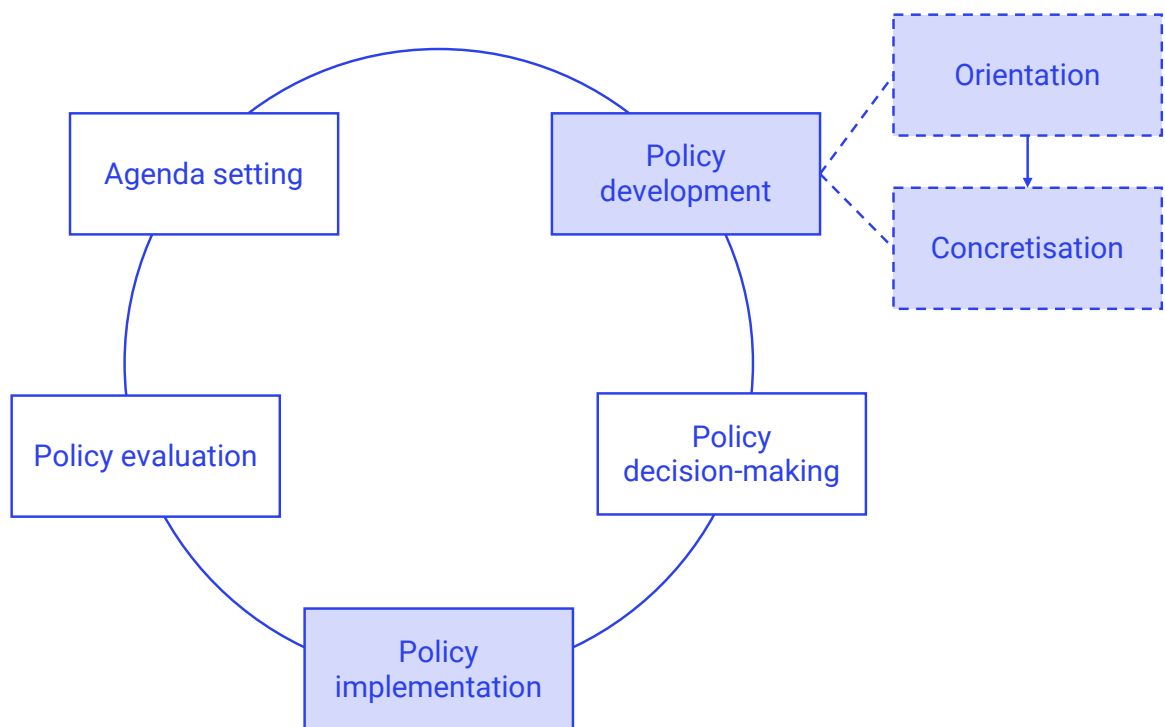 Orientation
Policy
development
Agenda setting
Concretisation
Policy
decision-making
Policy evaluation
Policy
implementation